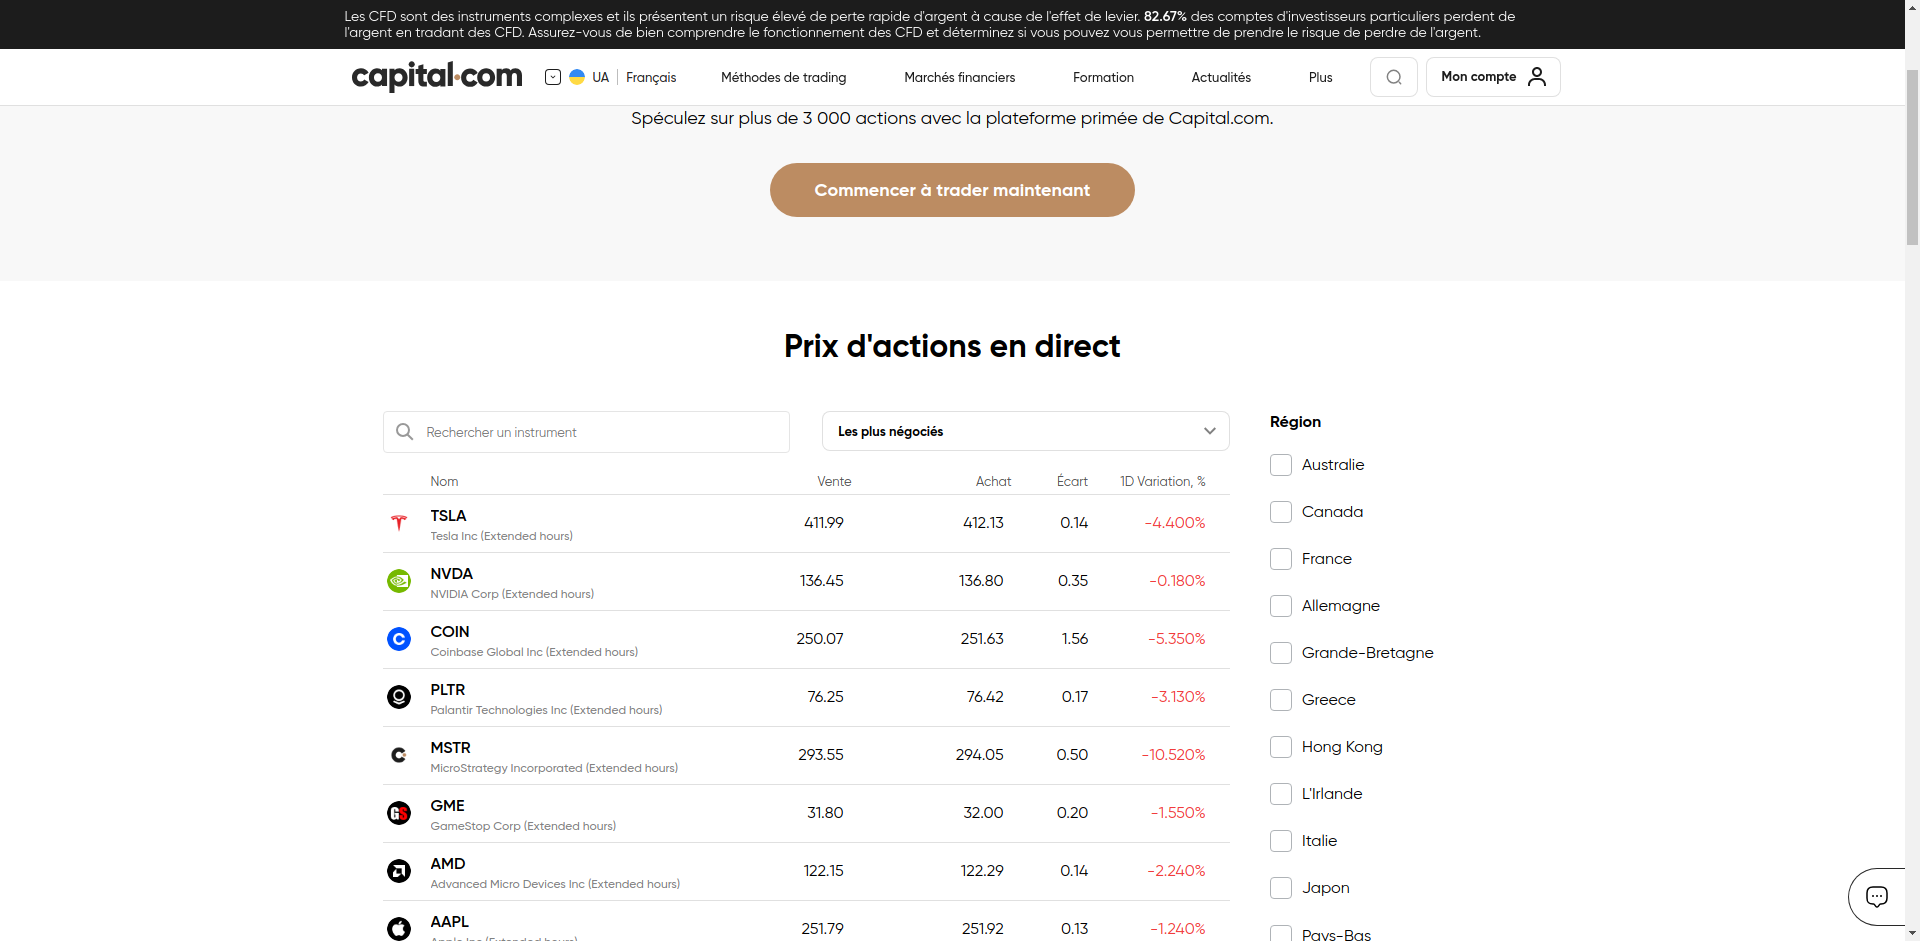 Les CFD sont des instruments complexes et ils présentent un risque élevé de perte rapide d'argent à cause de l'effet de levier. 82.67% des comptes d'investisseurs particuliers perdent de
l'argent en tradant des CFD. Assurez-vous de bien comprendre le fonctionnement des CFD et déterminez si vous pouvez vous permettre de prendre le risque de perdre de l'argent.
capital.com UA Français Méthodes de trading Marchés financiers Formation Actualités Plus Mon compte
Spéculez sur plus de 3 000 actions avec la plateforme primée de Capital.com.
Commencer à trader maintenant
Prix d'actions en direct
Rechercher un instrument
Les plus négociés
Nom Vente Achat Écart 1D Variation, %
TSLA
Tesla Inc (Extended hours)
411.99 412.13 0.14 -4.400%
NVDA
NVIDIA Corp (Extended hours)
136.45 136.80 0.35 -0.180%
COIN
Coinbase Global Inc (Extended hours)
250.07 251.63 1.56 -5.350%
PLTR
Palantir Technologies Inc (Extended hours)
76.25 76.42 0.17 -3.130%
MSTR
MicroStrategy Incorporated (Extended hours)
293.55 294.05 0.50 -10.520%
GME
GameStop Corp (Extended hours)
31.80 32.00 0.20 -1.550%
AMD
Advanced Micro Devices Inc (Extended hours)
122.15 122.29 0.14 -2.240%
AAPL
Apple Inc (Extended hours)
251.79 251.92 0.13 -1.240%
Région
Australie
Canada
France
Allemagne
Grande-Bretagne
Greece
Hong Kong
L'Irlande
Italie
Japon
Pays-Bas